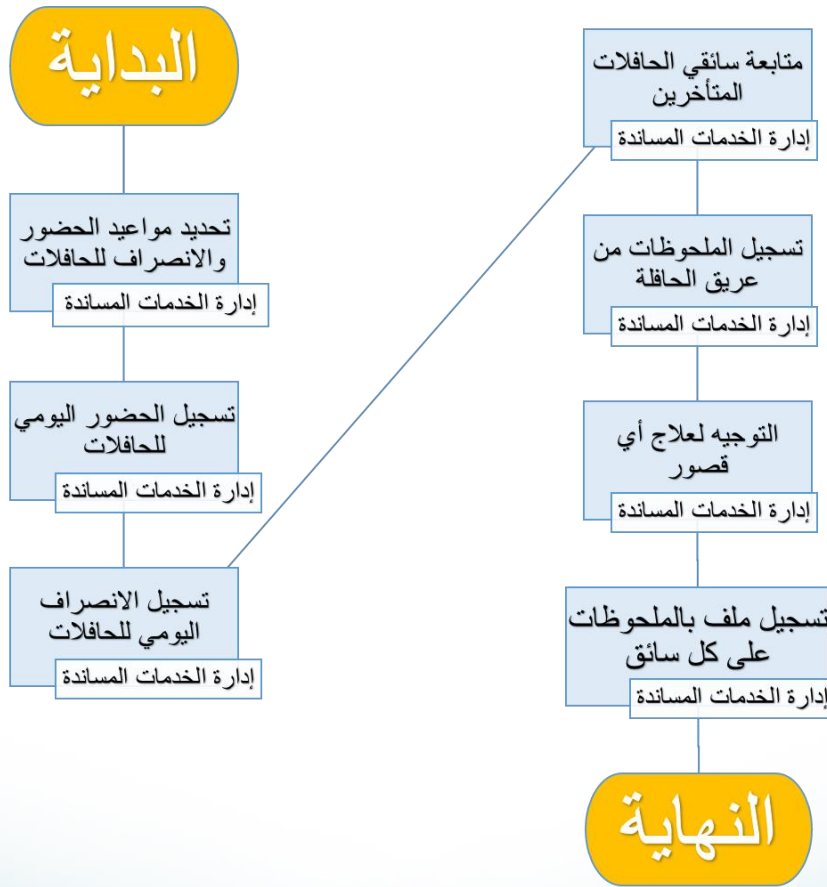 البداية
تحديد مواعيد الحضور
والانصراف للحافلات
إدارة الخدمات المساندة
تسجيل الحضور اليومي
للحافلات
إدارة الخدمات المساندة
تسجيل الانصراف
اليومي للحافلات
إدارة الخدمات المساندة
متابعة سائقي الحافلات
المتأخرين
إدارة الخدمات المساندة
تسجيل الملحوظات من
عريق الحافلة
إدارة الخدمات المساندة
التوجيه لعلاج أي
قصور
إدارة الخدمات المساندة
تسجيل ملف بالملحوظات
على كل سائق
إدارة الخدمات المساندة
النهاية